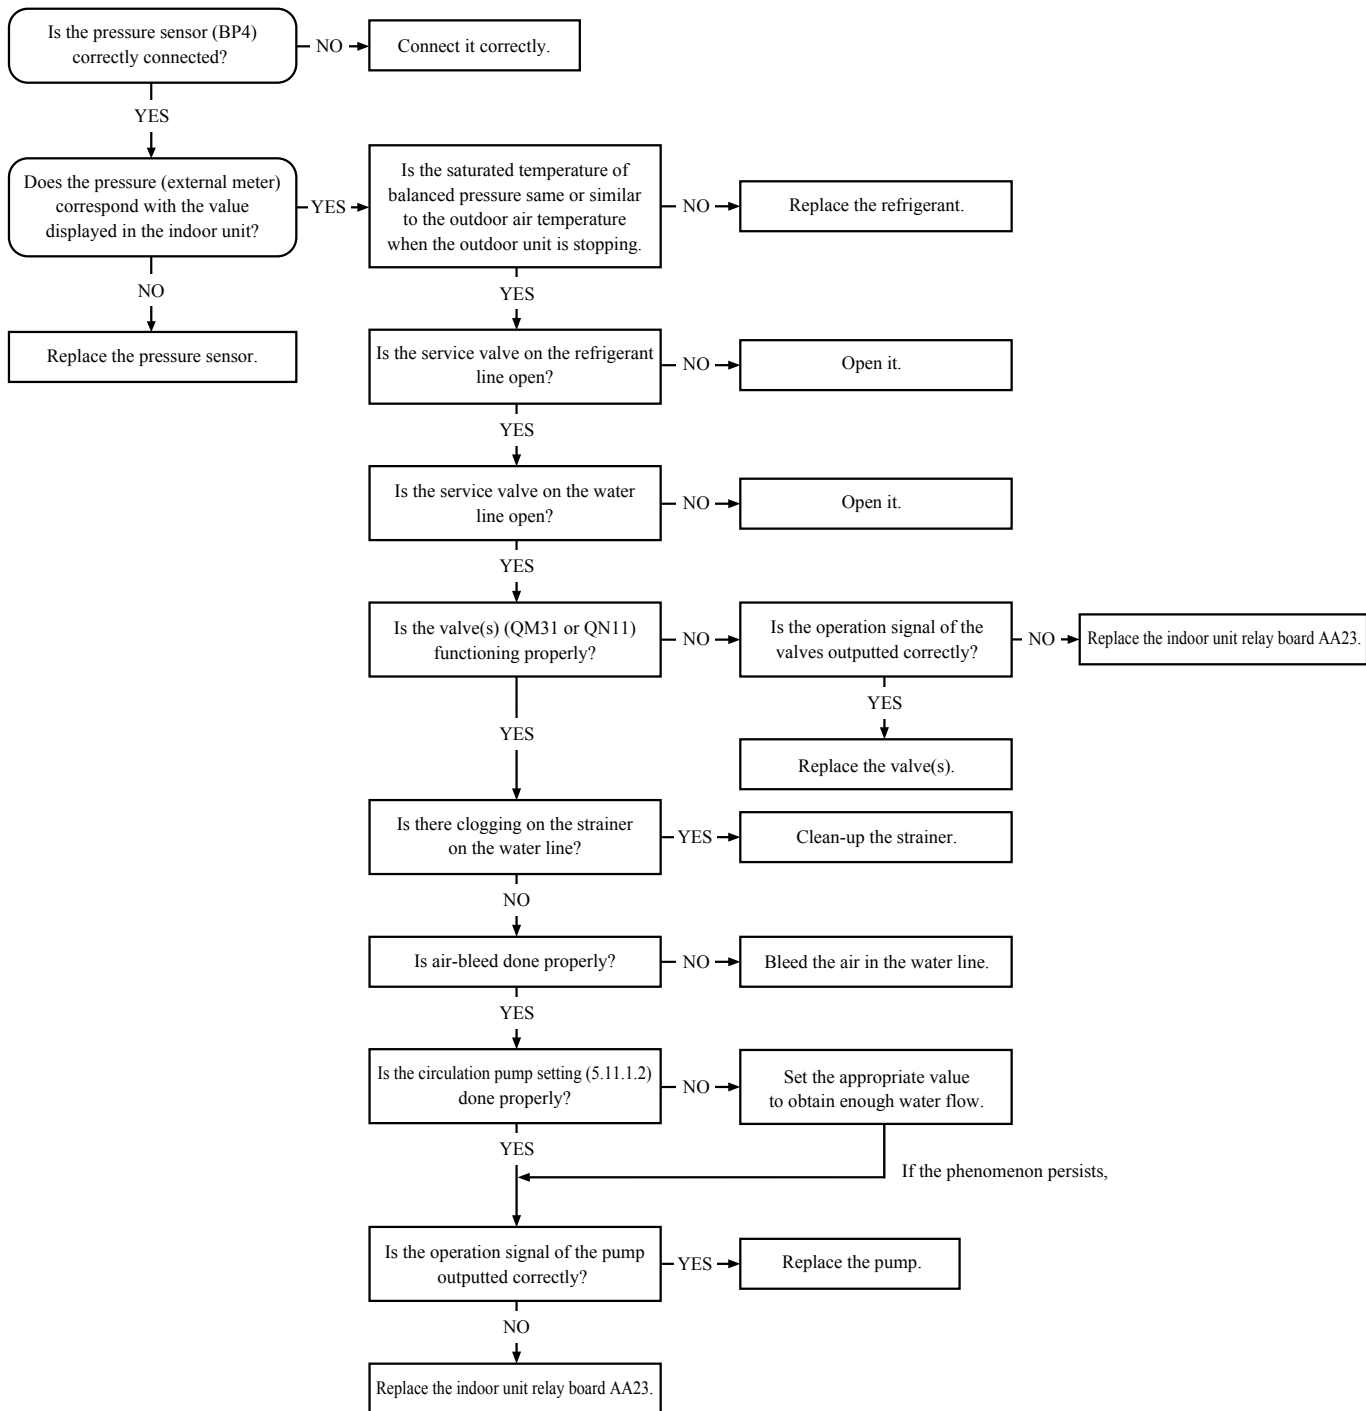 Is the pressure sensor (BP4)
correctly connected?
NO
Connect it correctly.
YES
Does the pressure (external meter)
correspond with the value
displayed in the indoor unit?
YES
Is the saturated temperature of
balanced pressure same or similar
to the outdoor air temperature
when the outdoor unit is stopping.
NO
Replace the refrigerant.
NO
Replace the pressure sensor.
YES
Is the service valve on the refrigerant
line open?
NO
Open it.
YES
Is the service valve on the water
line open?
NO
Open it.
YES
Is the valve(s) (QM31 or QN11)
functioning properly?
NO
Is the operation signal of the
valves outputted correctly?
NO
Replace the indoor unit relay board AA23.
YES
Replace the valve(s).
YES
Is there clogging on the strainer
on the water line?
YES
Clean-up the strainer.
NO
Is air-bleed done properly?
NO
Bleed the air in the water line.
YES
Is the circulation pump setting (5.11.1.2)
done properly?
NO
Set the appropriate value
to obtain enough water flow.
YES
If the phenomenon persists,
Is the operation signal of the pump
outputted correctly?
YES
Replace the pump.
NO
Replace the indoor unit relay board AA23.